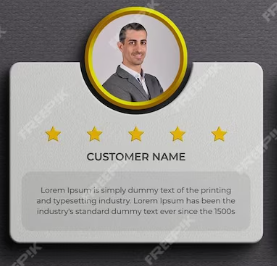 CUSTOMER NAME
Lorem Ipsum is simply dummy text of the printing
and typesetting industry. Lorem Ipsum has been the
industry's standard dummy text ever since the 1500s
FREEPIK